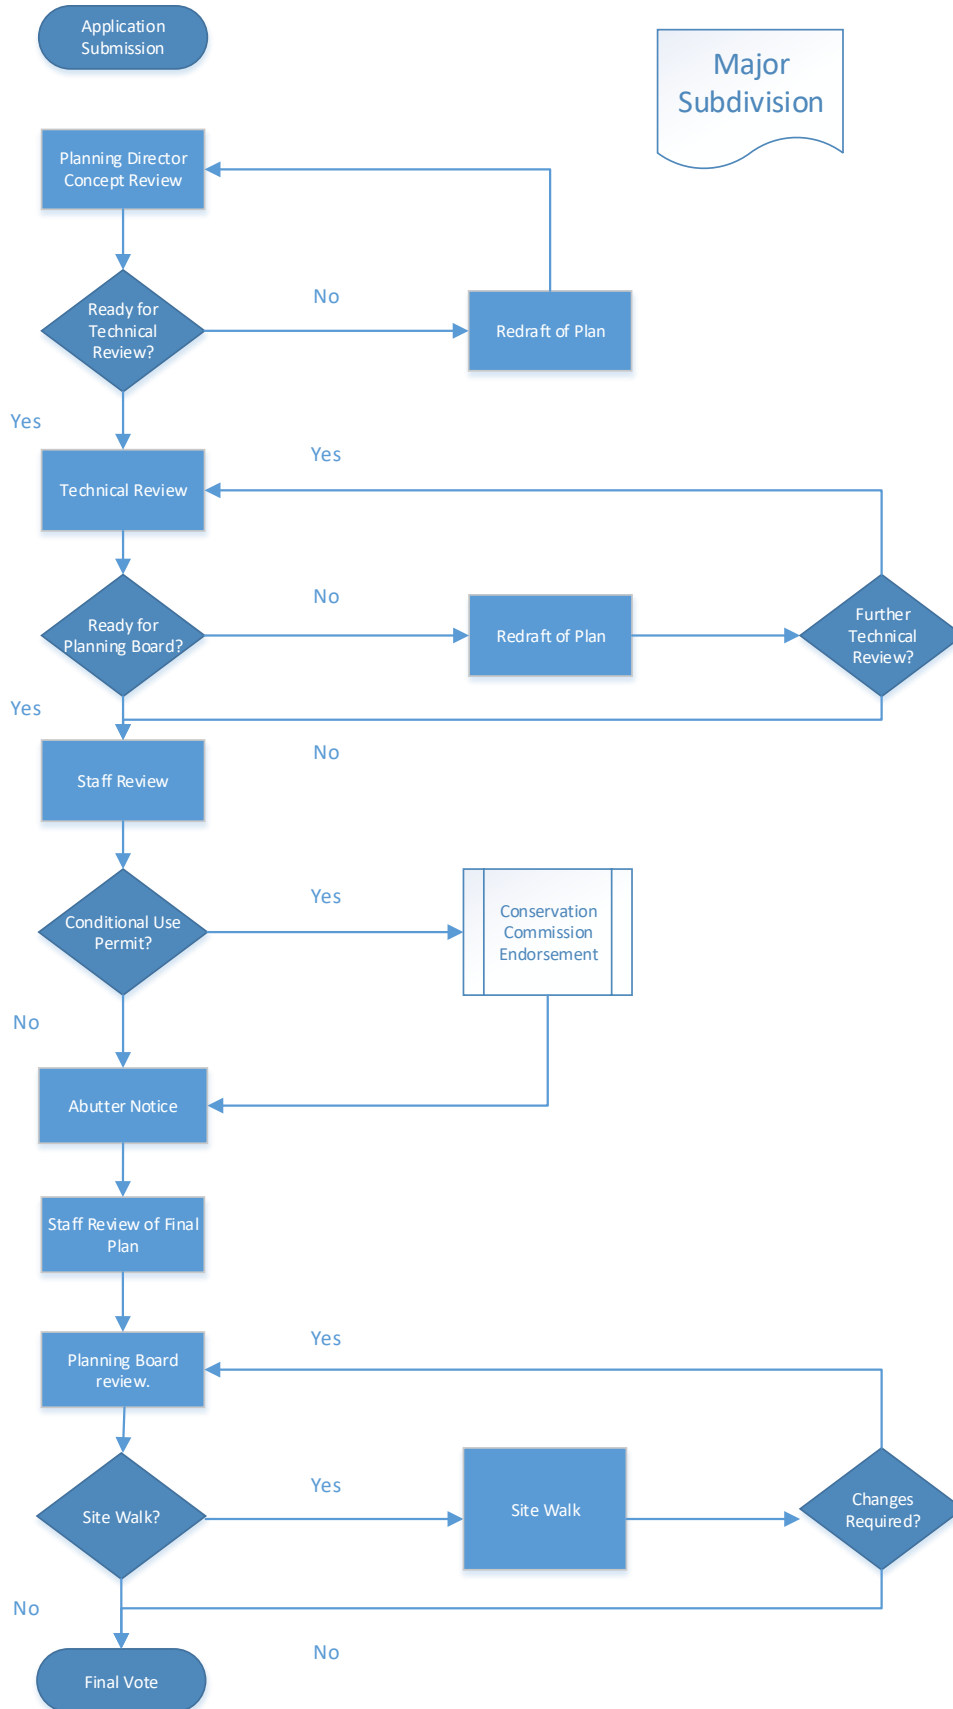 Application
Submission
Major
Subdivision
Planning Director
Concept Review
Ready for
Technical
Review?
No
Redraft of Plan
Yes
Technical Review
Yes
Ready for
Planning Board?
No
Redraft of Plan
Further
Technical
Review?
Yes
No
Staff Review
Conditional Use
Permit?
Yes
Conservation
Commission
Endorsement
No
Abutter Notice
Staff Review of Final
Plan
Planning Board
review.
Yes
Site Walk?
Yes
Site Walk
Changes
Required?
No
No
Final Vote